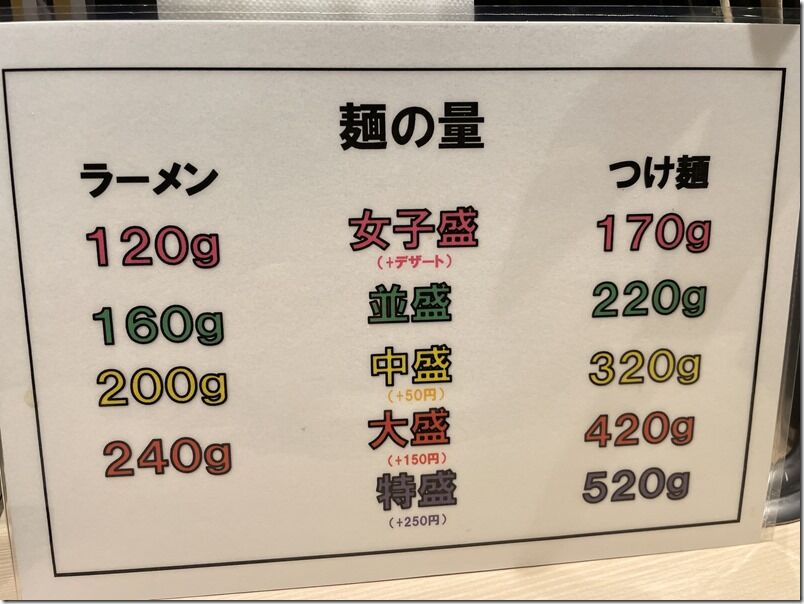 麺の量
ラーメン つけ麺
120g 女子盛 170g
(+デザート)
160g 並盛 220g
200g 中盛 320g
(+50円)
240g 大盛 420g
(+150円)
特盛 520g
(+250円)